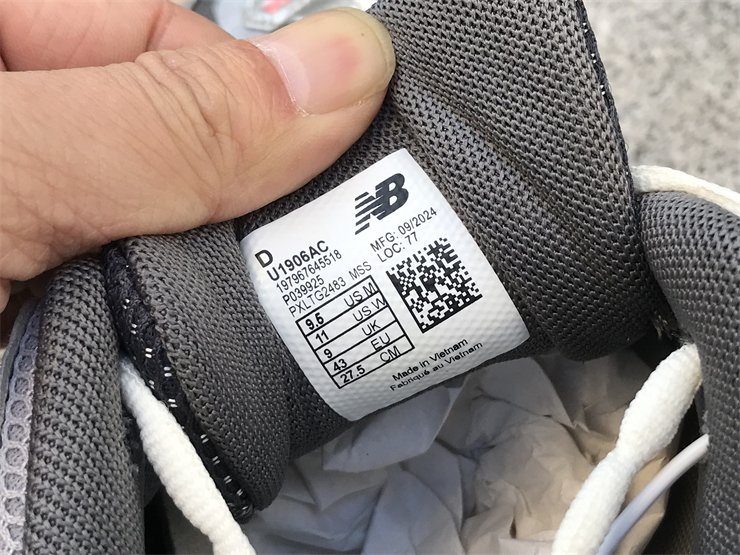 NB
D
U1906AC
197967645518
P039925
PXLTG2483 MSS
MFG: 09/2024
LOC: 77
9.5 US M
11 US W
9 UK
43 EU
27.5 CM
Made in Vietnam
Fabriqué au Vietnam